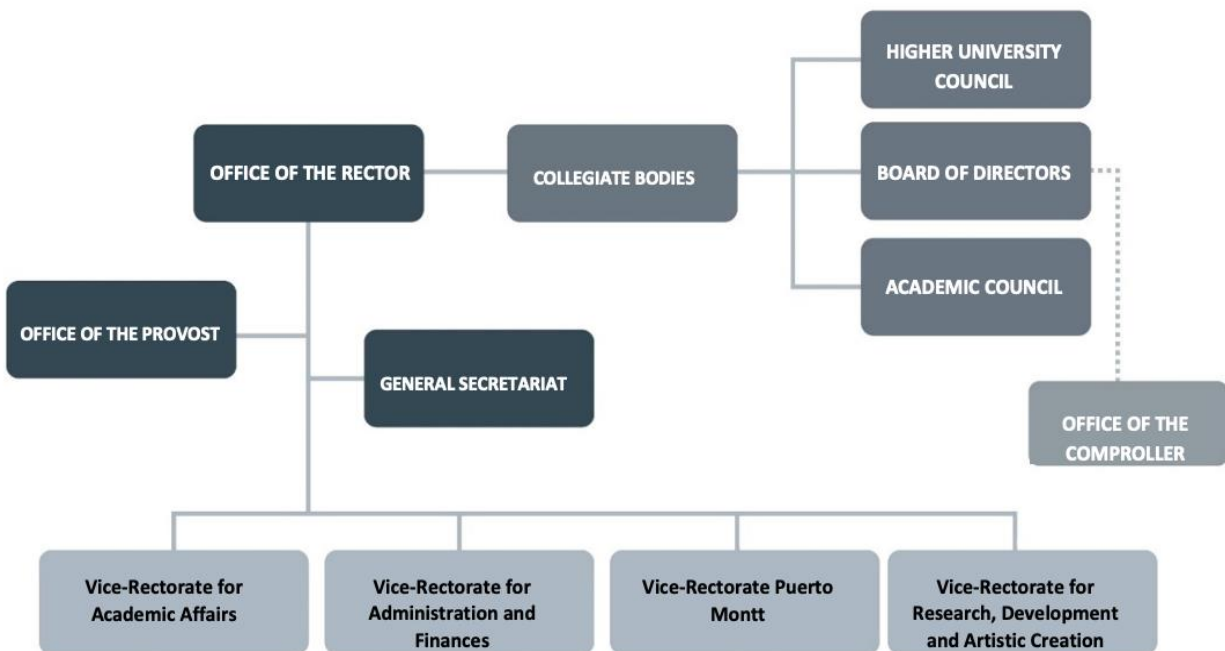 HIGHER UNIVERSITY
COUNCIL
OFFICE OF THE RECTOR
COLLEGIATE BODIES
BOARD OF DIRECTORS
ACADEMIC COUNCIL
OFFICE OF THE PROVOST
GENERAL SECRETARIAT
OFFICE OF THE
COMPROLLER
Vice-Rectorate for
Academic Affairs
Vice-Rectorate for
Administration and
Finances
Vice-Rectorate Puerto
Montt
Vice-Rectorate for
Research, Development
and Artistic Creation